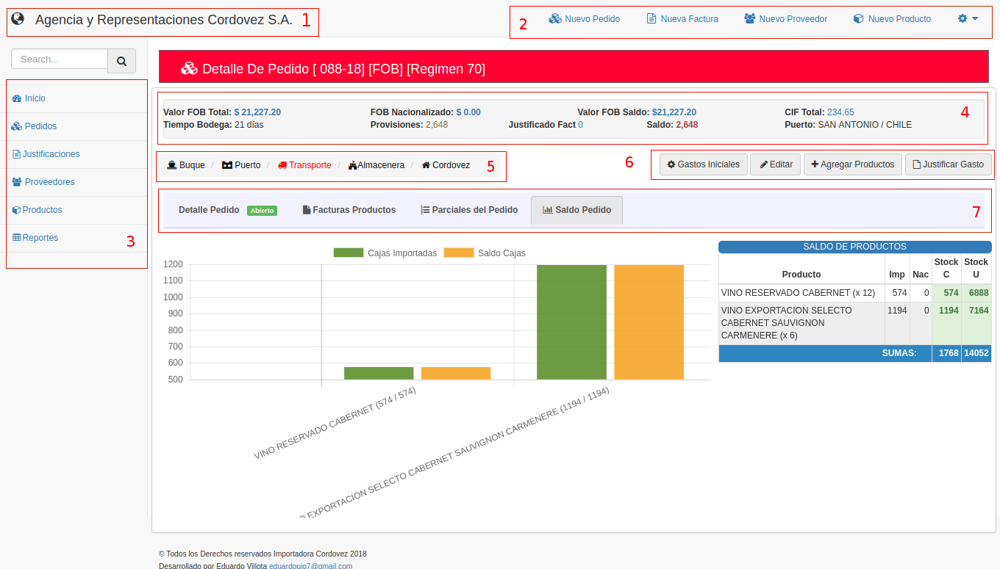 Agencia y Representaciones Cordovez S.A. 1
2 Nuevo Pedido Nueva Factura Nuevo Proveedor Nuevo Producto
Search...
Inicio
Pedidos
Justificaciones
Proveedores
Productos
Reportes
3
Detalle De Pedido [ 088-18] [FOB] [Regimen 70]
Valor FOB Total: $ 21,227.20 FOB Nacionalizado: $ 0.00 Valor FOB Saldo: $21,227.20 CIF Total: 234.65
Tiempo Bodega: 21 días Provisiones: 2,648 Justificado Fact 0 Saldo: 2,648 Puerto: SAN ANTONIO / CHILE
4
Buque / Puerto / Transporte / Almacenera / Cordovez 5
6 Gastos Iniciales Editar Agregar Productos Justificar Gasto
Detalle Pedido Abierto Facturas Productos Parciales del Pedido Saldo Pedido 7
Cajas Importadas Saldo Cajas
1200
1100
1000
900
800
700
600
500
VINO RESERVADO CABERNET (574 / 574)
EXPORTACION SELECTO CABERNET SAUVIGNON CARMENERE (1194 / 1194)
SALDO DE PRODUCTOS
Producto Imp Nac Stock C Stock U
VINO RESERVADO CABERNET (x 12) 574 0 574 6888
VINO EXPORTACION SELECTO 1194 0 1194 7164
CABERNET SAUVIGNON
CARMENERE (x 6)
SUMAS: 1768 14052
© Todos los Derechos reservados Importadora Cordovez 2018
Desarrollado por Eduardo Villota eduardouio7@gmail.com